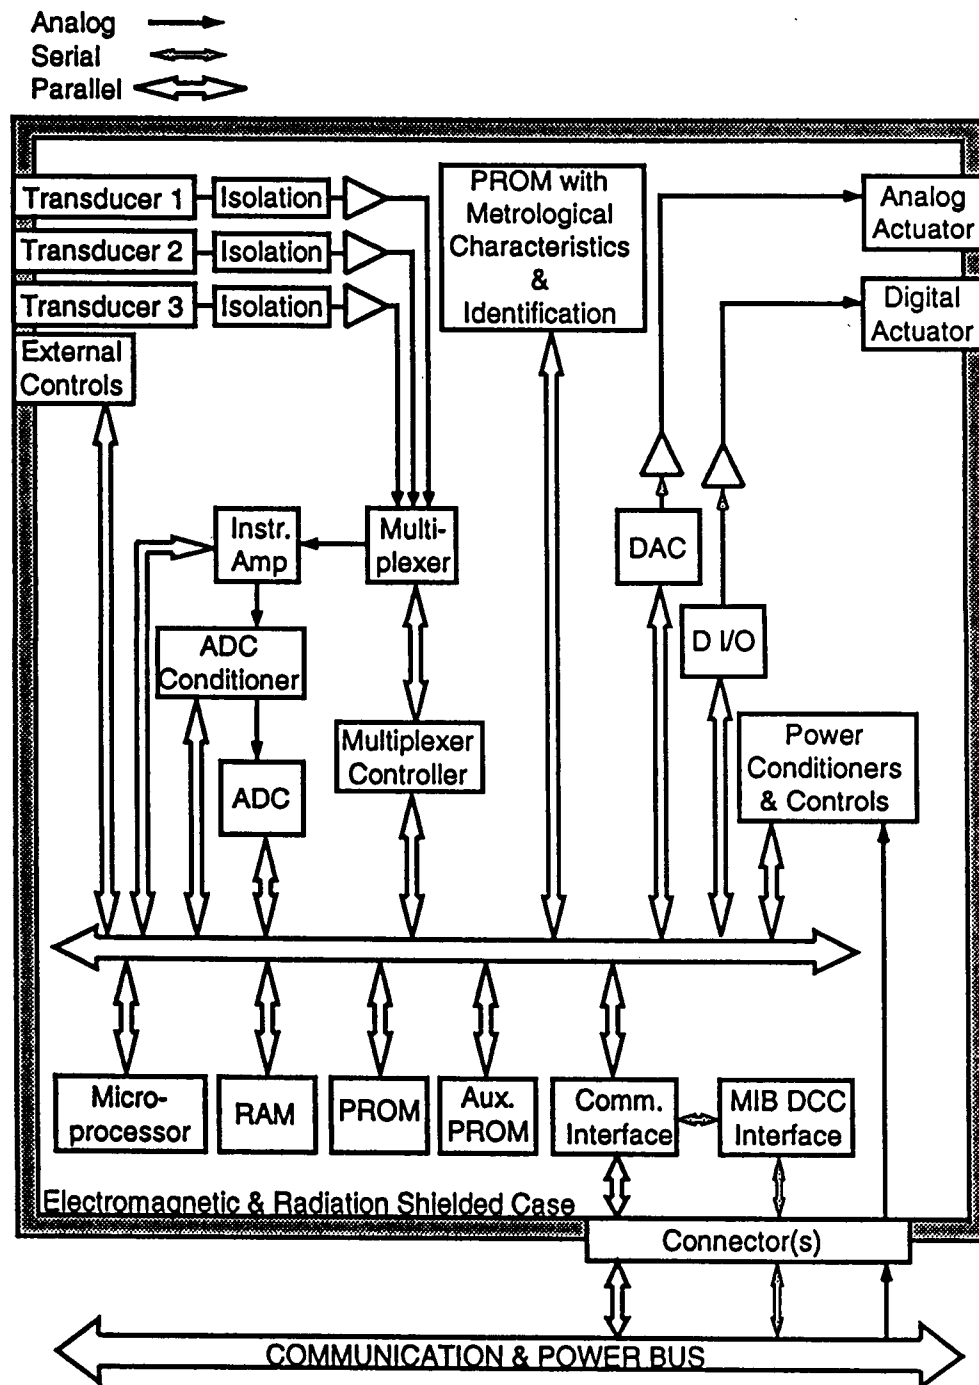 Analog
Serial
Parallel
Transducer 1
Isolation
Transducer 2
Isolation
Transducer 3
Isolation
External
Controls
PROM with
Metrological
Characteristics
&
Identification
Analog
Actuator
Digital
Actuator
Instr.
Amp
Multi-
plexer
DAC
D I/O
ADC
Conditioner
Multiplexer
Controller
ADC
Power
Conditioners
& Controls
Micro-
processor
RAM
PROM
Aux.
PROM
Comm.
Interface
MIB DCC
Interface
Electromagnetic & Radiation Shielded Case
Connector(s)
COMMUNICATION & POWER BUS